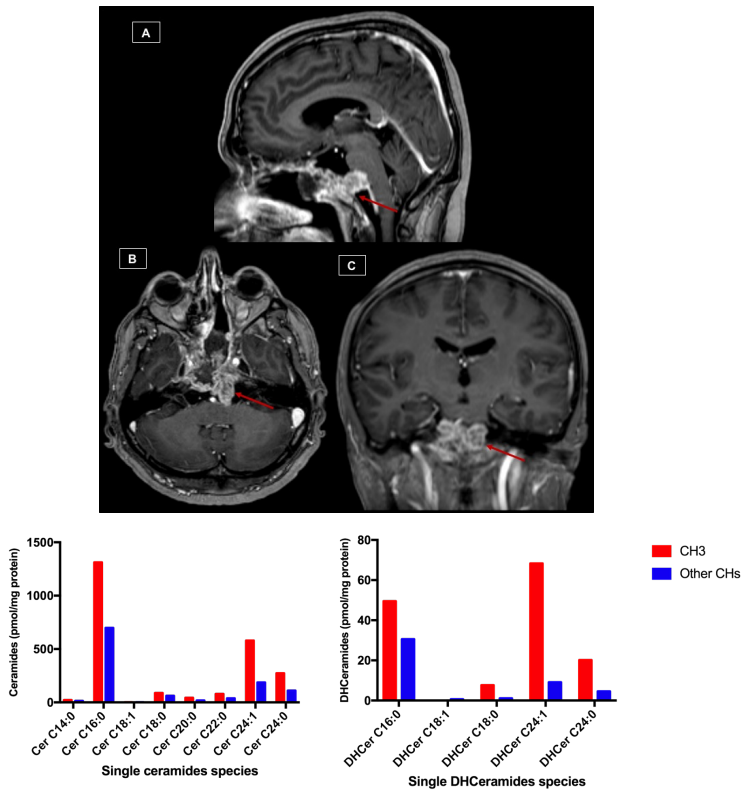 A
B
C
Ceramides (pmol/mg protein)
1500
1000
500
0
Cer C14:0
Cer C16:0
Cer C18:1
Cer C18:0
Cer C20:0
Cer C22:0
Cer C24:1
Cer C24:0
Single ceramides species
DHCeramides (pmol/mg protein)
80
60
40
20
0
DHCer C16:0
DHCer C18:1
DHCer C18:0
DHCer C24:1
DHCer C24:0
Single DHCeramides species
CH3
Other CHs